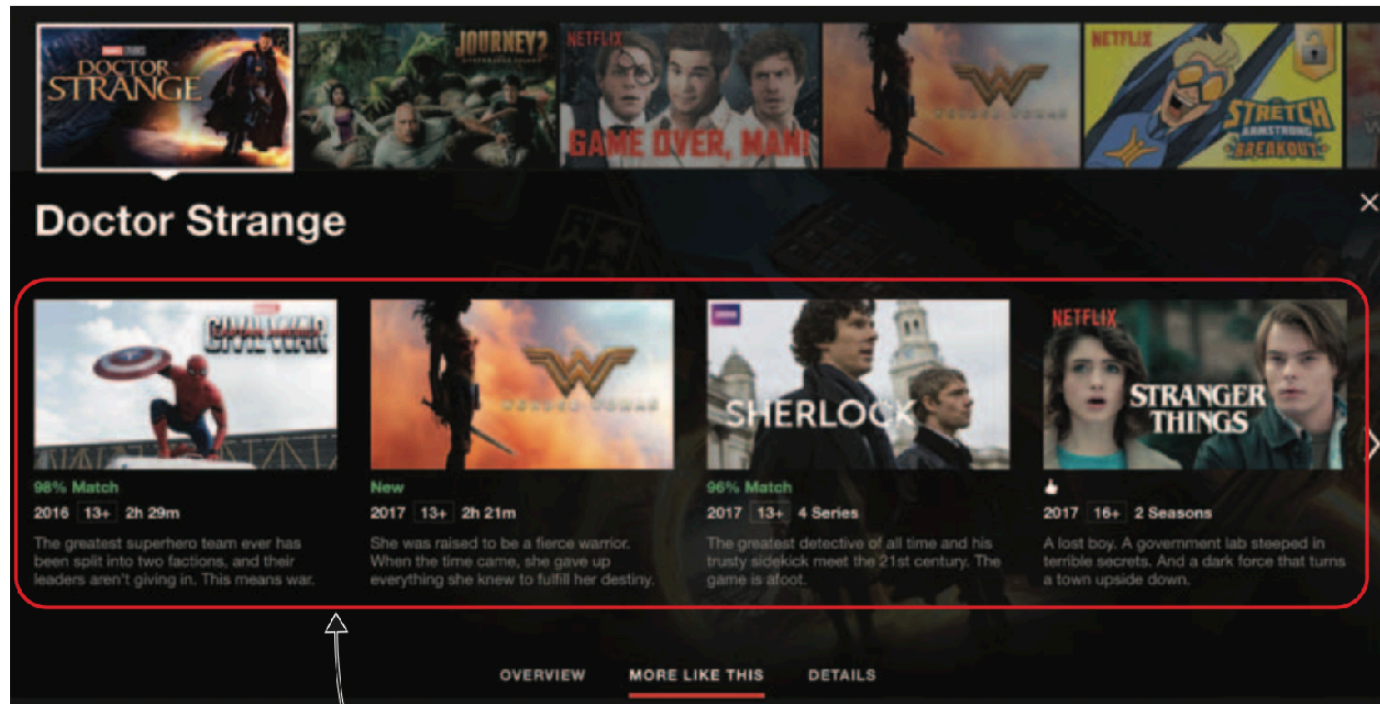 DOCTOR
STRANGE
JOURNEY2
NETFLIX
GAME OVER, MAN!
NETFLIX
STRETCH
ARMSTRONG
BREAKOUT
Doctor Strange
CIVIL WAR
WONDER WOMAN
SHERLOCK
NETFLIX
STRANGER
THINGS
98% Match
2016 13+ 2h 29m
The greatest superhero team ever has
been split into two factions, and their
leaders aren't giving in. This means war.
New
2017 13+ 2h 21m
She was raised to be a fierce warrior.
When the time came, she gave up
everything she knew to fulfill her destiny.
96% Match
2017 13+ 4 Series
The greatest detective of all time and his
trusty sidekick meet the 21st century. The
game is afoot.
2017 16+ 2 Seasons
A lost boy. A government lab steeped in
terrible secrets. And a dark force that turns
a town upside down.
OVERVIEW MORE LIKE THIS DETAILS